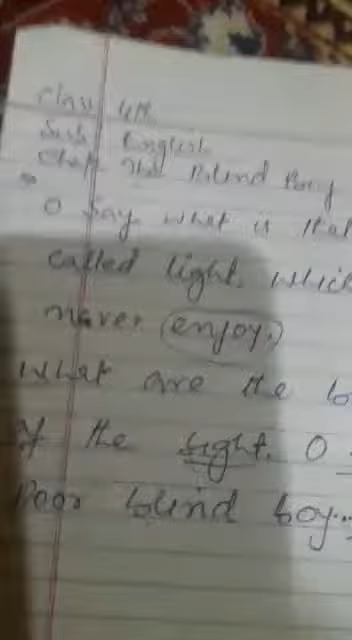 Class 4th
Sub English
Chap The Blind Boy
O Say what is that
called light, which
never (enjoy.)
What are the b
of the sight. O
Poor blind boy...